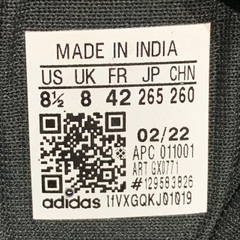 MADE IN INDIA
US UK FR JP CHN
8½ 8 42 265 260
02/22
APC 011001
ART GX0771
#129583826
adidas IfVXGQKJ01019